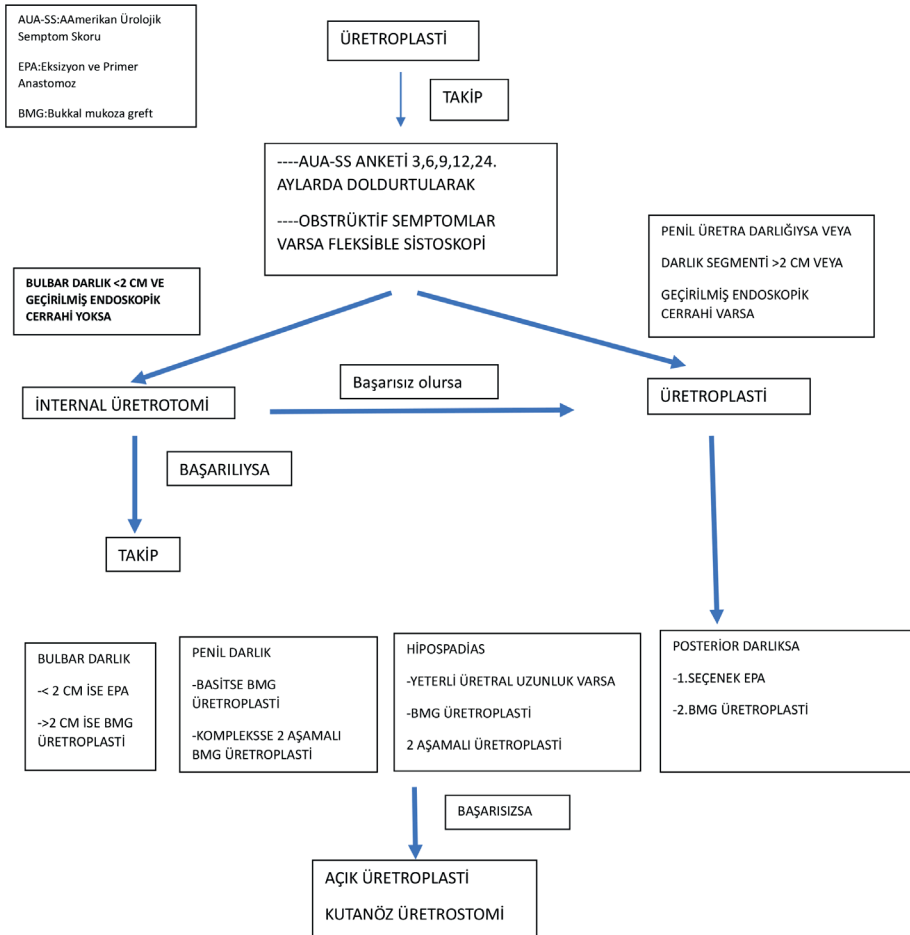 AUA-SS:AAmerikan Ürolojik
Semptom Skoru
EPA:Eksizyon ve Primer
Anastomoz
BMG:Bukkal mukoza greft
ÜRETROPLASTİ
TAKİP
----AUA-SS ANKETİ 3,6,9,12,24.
AYLARDA DOLDURTULARAK
----OBSTRÜKTİF SEMPTOMLAR
VARSA FLEKSİBLE SİSTOSKOPİ
PENİL ÜRETRA DARLIĞIYSA VEYA
DARLIK SEGMENTİ >2 CM VEYA
GEÇİRİLMİŞ ENDOSKOPİK
CERRAHİ VARSA
BULBAR DARLIK <2 CM VE
GEÇİRİLMİŞ ENDOSKOPİK
CERRAHİ YOKSA
İNTERNAL ÜRETROTOMİ
Başarısız olursa
ÜRETROPLASTİ
BAŞARILIYSA
TAKİP
BULBAR DARLIK
-< 2 CM İSE EPA
->2 CM İSE BMG
ÜRETROPLASTİ
PENİL DARLIK
-BASİTSE BMG
ÜRETROPLASTİ
-KOMPLEKSSE 2 AŞAMALI
BMG ÜRETROPLASTİ
HİPOSPADİAS
-YETERLİ ÜRETRAL UZUNLUK VARSA
-BMG ÜRETROPLASTİ
2 AŞAMALI ÜRETROPLASTİ
POSTERİOR DARLIKSA
-1.SEÇENEK EPA
-2.BMG ÜRETROPLASTİ
BAŞARISIZSA
AÇIK ÜRETROPLASTİ
KUTANÖZ ÜRETROSTOMİ